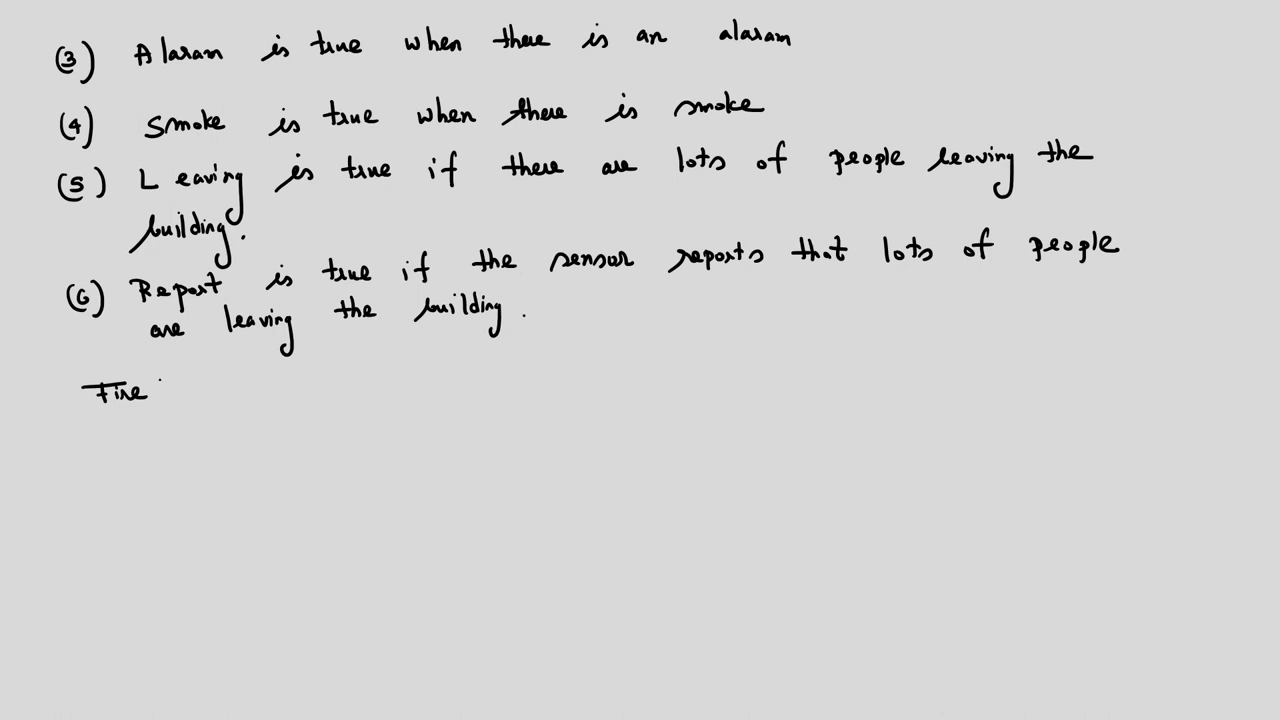 (3) Alaram is true when there is an alaram
(4) Smoke is true when there is smoke
(5) Leaving is true if there are lots of people leaving the
building.
(6) Report is true if the sensor reports that lots of people
are leaving the building.
Fire